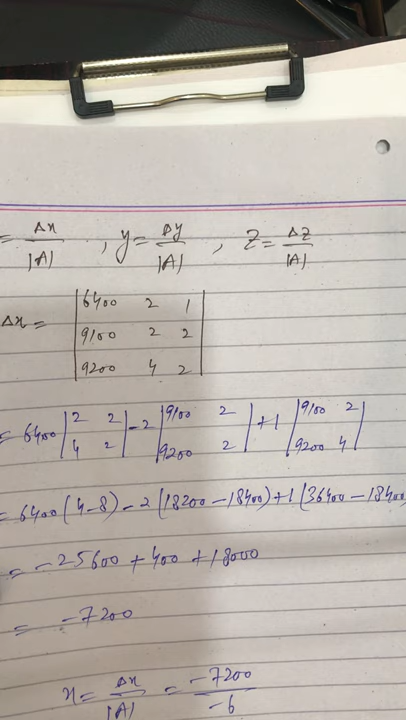 = Δx/|A| , y = Δy/|A| , z = Δz/|A|
Δx = |6400 2 1|
|9100 2 2|
|9200 4 2|
= 6400 |2 2; 4 2| - 2 |9100 2; 9200 2| + 1 |9100 2; 9200 4|
= 6400 (4-8) - 2 (18200 - 18400) + 1 (36400 - 18400
= -25600 + 400 + 18000
= -7200
x = Δx/|A| = -7200/-6